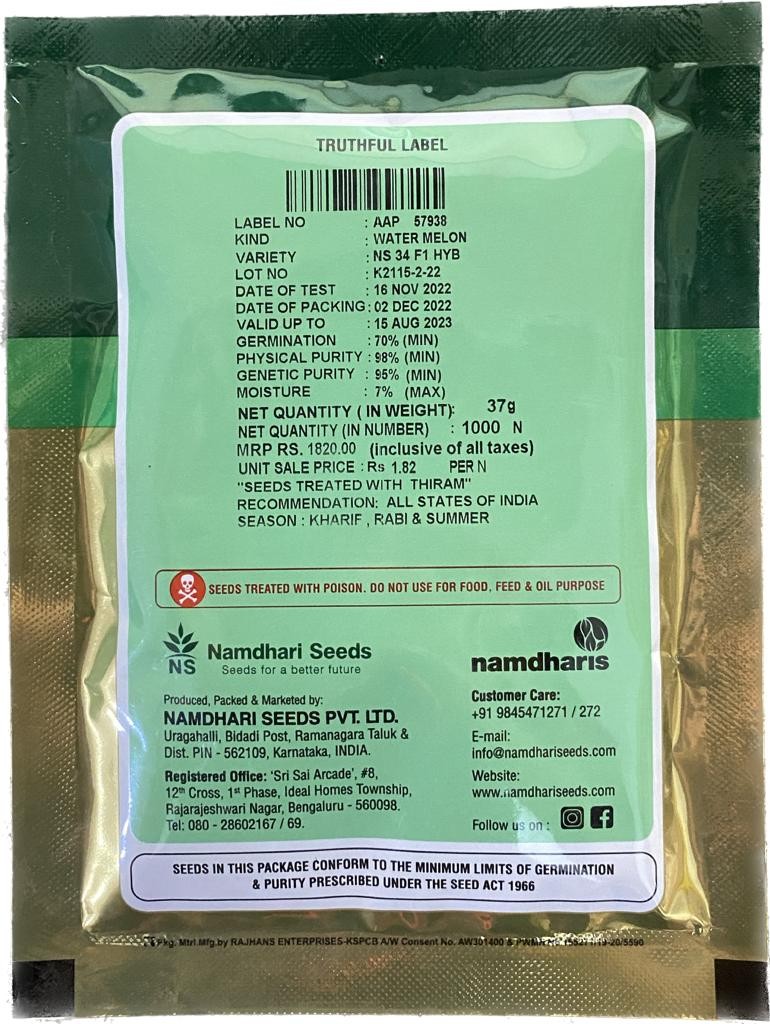 TRUTHFUL LABEL
LABEL NO : AAP 57938
KIND : WATER MELON
VARIETY : NS 34 F1 HYB
LOT NO : K2115-2-22
DATE OF TEST : 16 NOV 2022
DATE OF PACKING : 02 DEC 2022
VALID UP TO : 15 AUG 2023
GERMINATION : 70% (MIN)
PHYSICAL PURITY : 98% (MIN)
GENETIC PURITY : 95% (MIN)
MOISTURE : 7% (MAX)
NET QUANTITY ( IN WEIGHT): 37g
NET QUANTITY (IN NUMBER) : 1000 N
MRP RS. 1820.00 (inclusive of all taxes)
UNIT SALE PRICE : Rs 1.82 PER N
"SEEDS TREATED WITH THIRAM"
RECOMMENDATION: ALL STATES OF INDIA
SEASON : KHARIF , RABI & SUMMER
SEEDS TREATED WITH POISON. DO NOT USE FOR FOOD, FEED & OIL PURPOSE
NS Namdhari Seeds
Seeds for a better future
namdharis
Produced, Packed & Marketed by:
NAMDHARI SEEDS PVT. LTD.
Uragahalli, Bidadi Post, Ramanagara Taluk &
Dist. PIN - 562109, Karnataka, INDIA.
Registered Office: 'Sri Sai Arcade', #8,
12th Cross, 1st Phase, Ideal Homes Township,
Rajarajeshwari Nagar, Bengaluru - 560098.
Tel: 080 - 28602167 / 69.
Customer Care:
+91 9845471271 / 272
E-mail:
info@namdhariseeds.com
Website:
www.namdhariseeds.com
Follow us on :
SEEDS IN THIS PACKAGE CONFORM TO THE MINIMUM LIMITS OF GERMINATION
& PURITY PRESCRIBED UNDER THE SEED ACT 1966
Pkg. Mtrl.Mfg.by RAJHANS ENTERPRISES-KSPCB A/W Consent No. AW301400 &